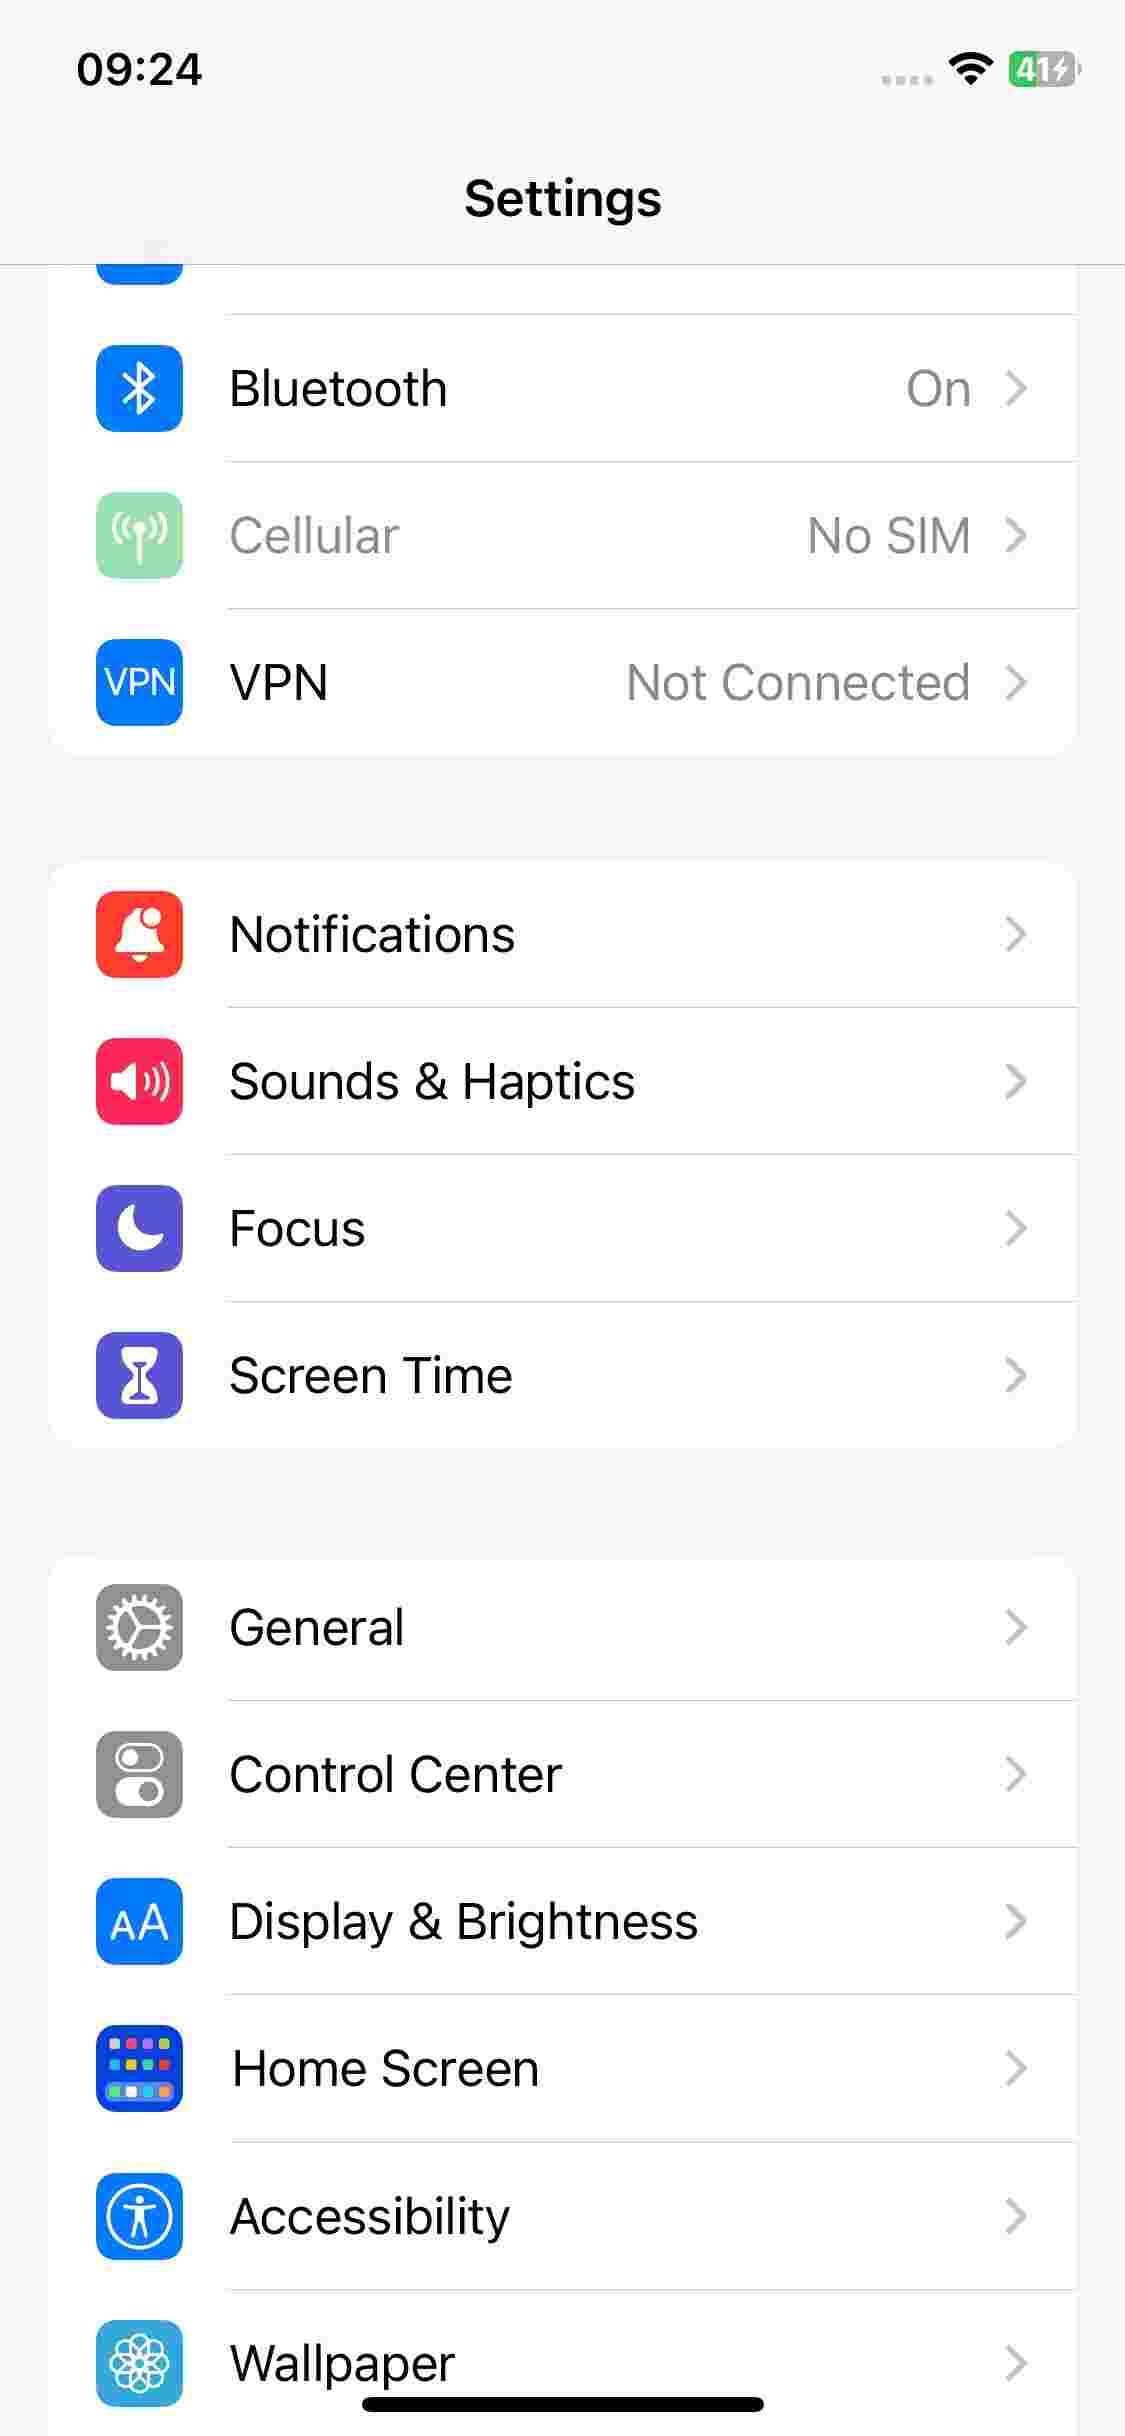 09:24
41
Settings
Bluetooth On
Cellular No SIM
VPN VPN Not Connected
Notifications
Sounds & Haptics
Focus
Screen Time
General
Control Center
AA Display & Brightness
Home Screen
Accessibility
Wallpaper